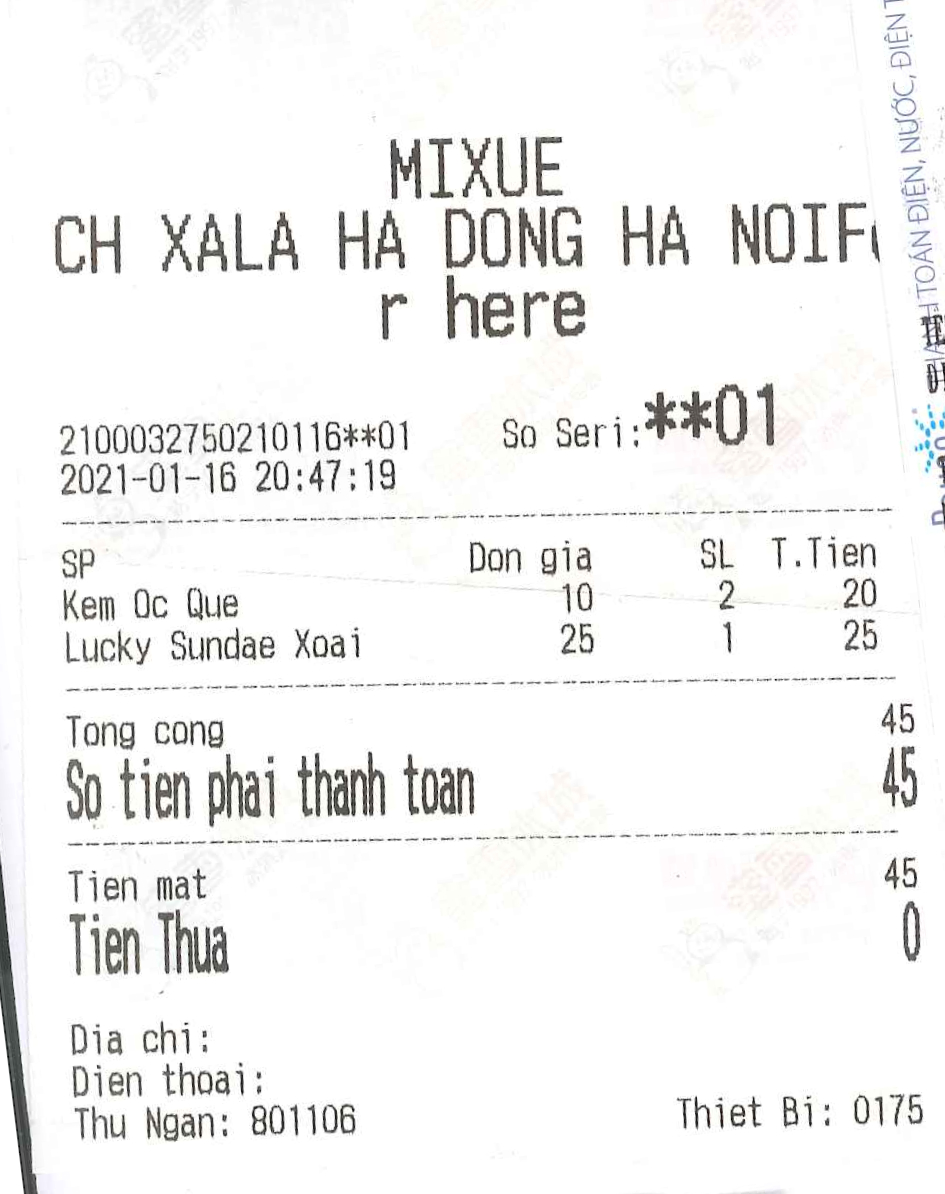 MIXUE
CH XALA HA DONG HA NOIFo
r here
2100032750210116**01 So Seri:**01
2021-01-16 20:47:19
SP Don gia SL T.Tien
Kem Oc Que 10 2 20
Lucky Sundae Xoai 25 1 25
Tong cong 45
So tien phai thanh toan 45
Tien mat 45
Tien Thua 0
Dia chi:
Dien thoai:
Thu Ngan: 801106 Thiet Bi: 0175
TOÁN ĐIỆN, NƯỚC, ĐIỆN